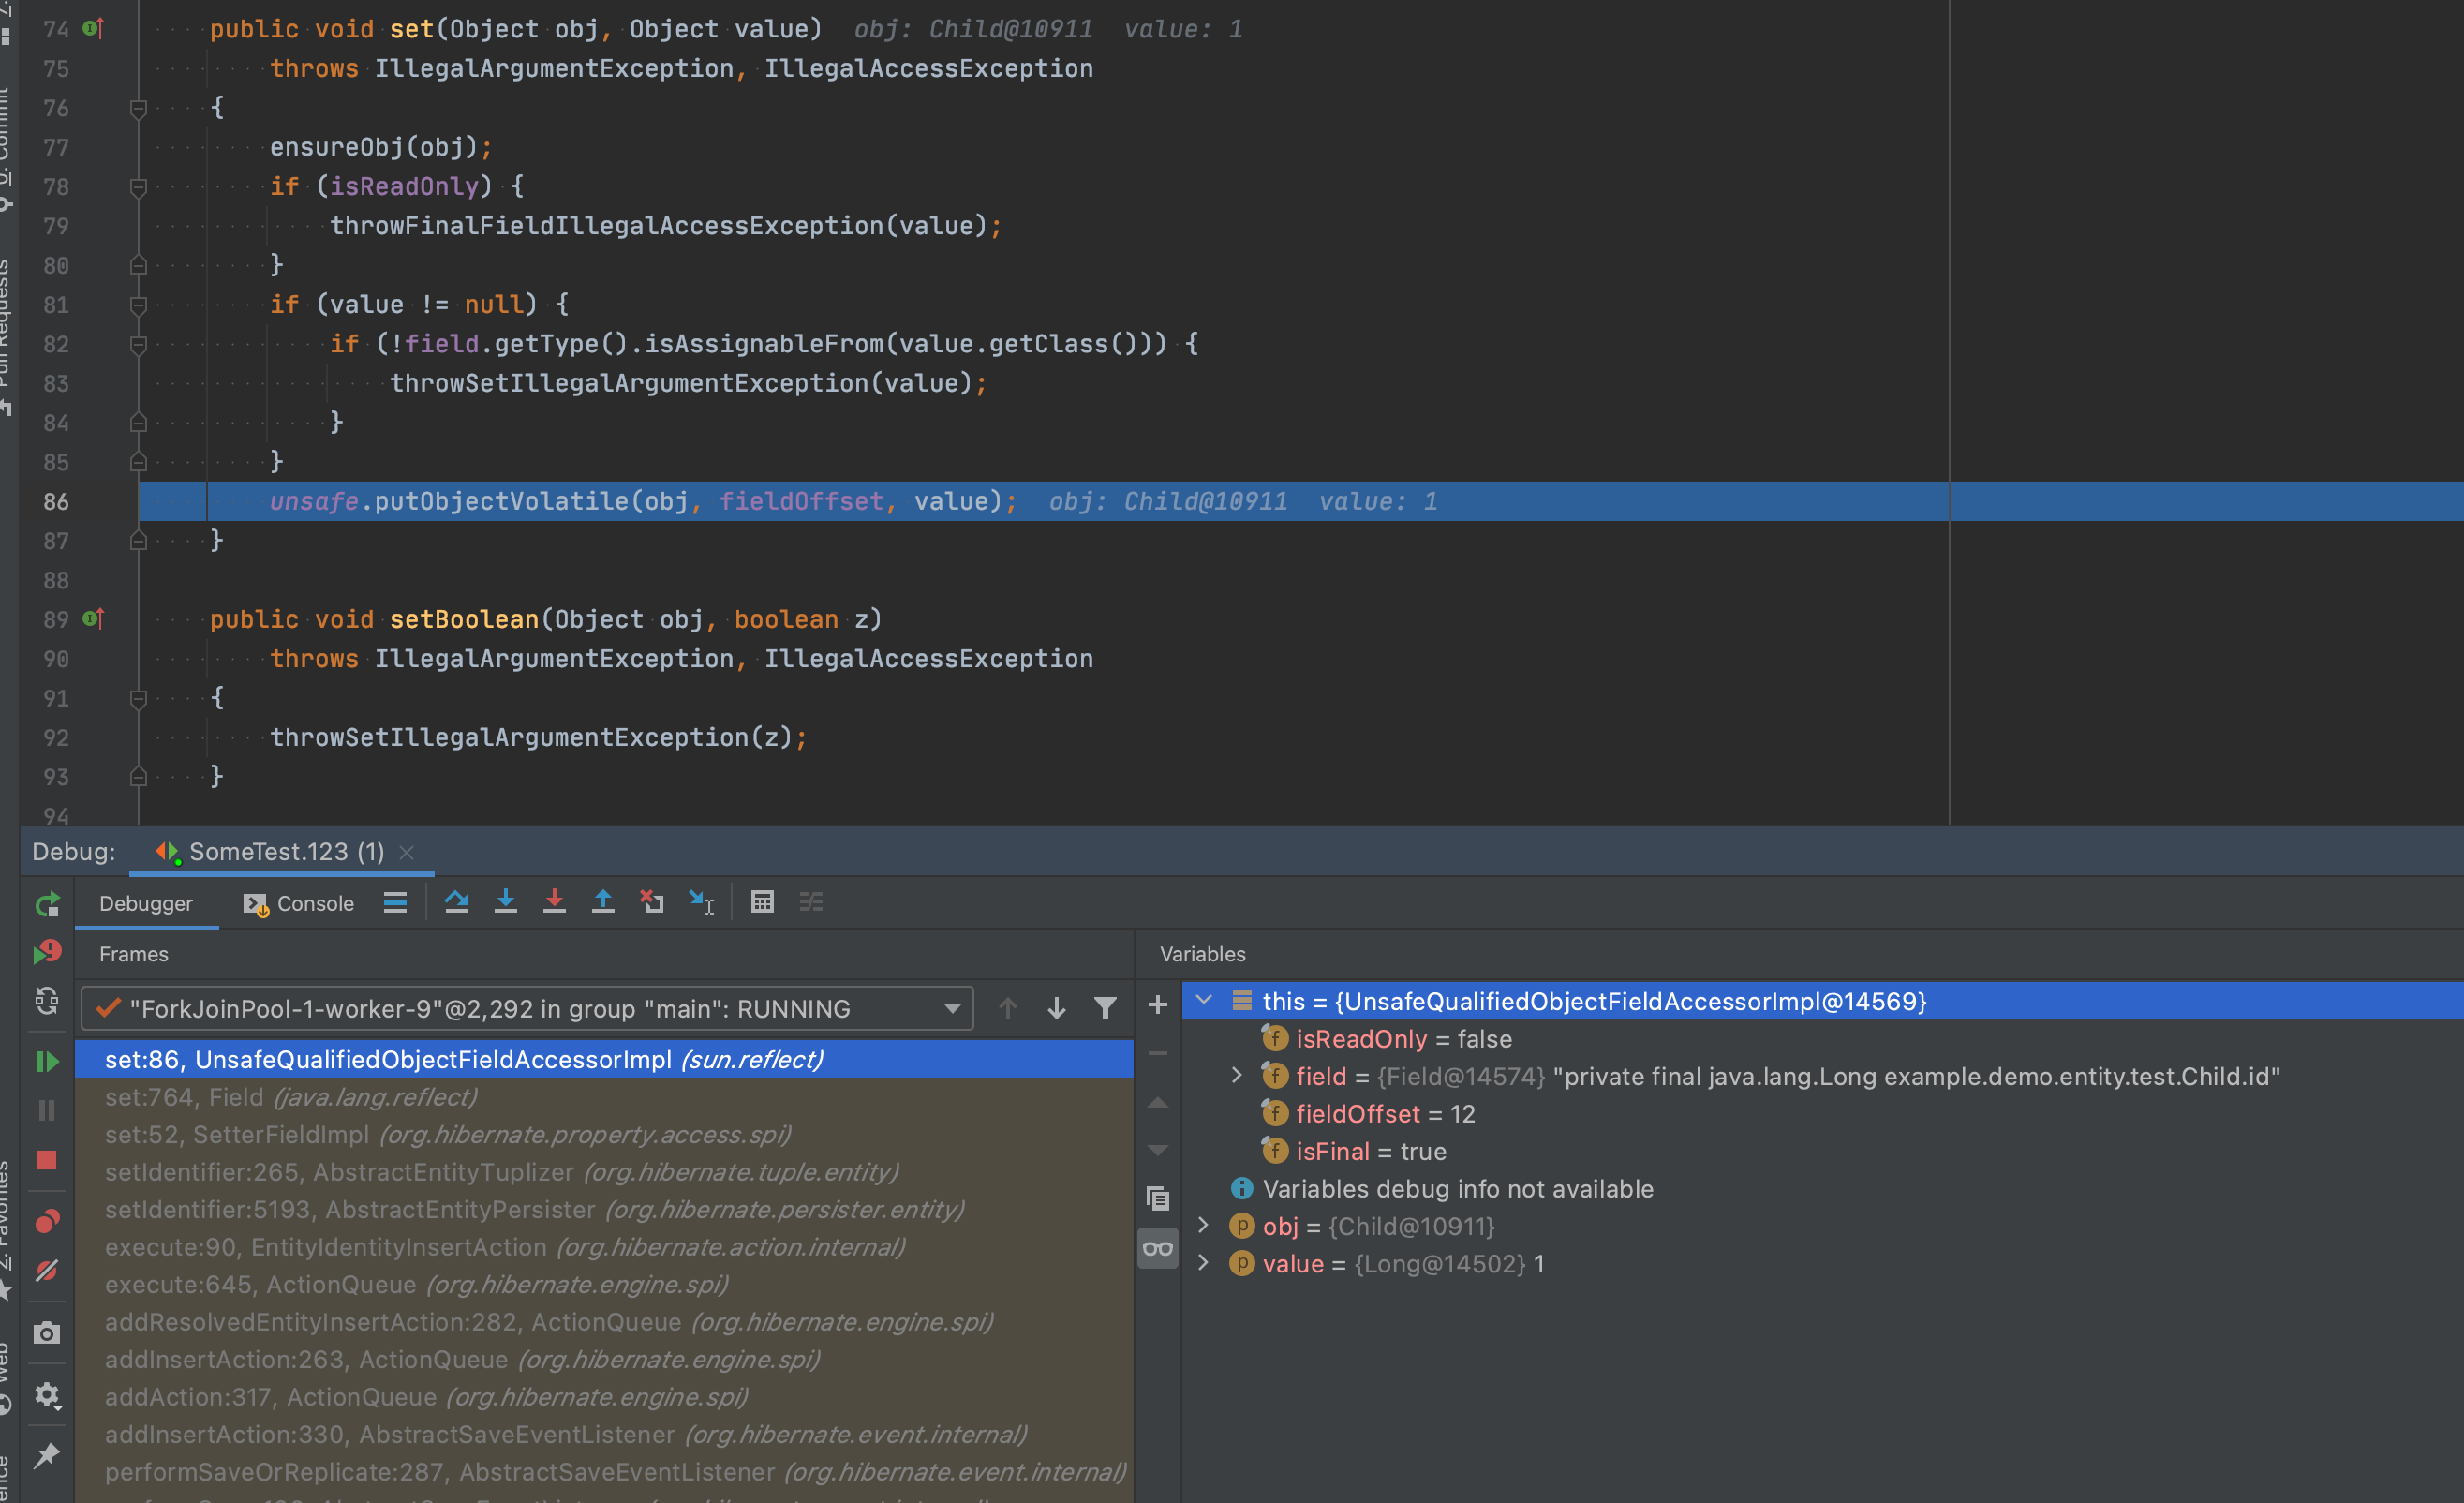 74 public void set(Object obj, Object value) obj: Child@10911 value: 1
75 throws IllegalArgumentException, IllegalAccessException
76 {
77 ensureObj(obj);
78 if (isReadOnly) {
79 throwFinalFieldIllegalAccessException(value);
80 }
81 if (value != null) {
82 if (!field.getType().isAssignableFrom(value.getClass())) {
83 throwSetIllegalArgumentException(value);
84 }
85 }
86 unsafe.putObjectVolatile(obj, fieldOffset, value); obj: Child@10911 value: 1
87 }
88
89 public void setBoolean(Object obj, boolean z)
90 throws IllegalArgumentException, IllegalAccessException
91 {
92 throwSetIllegalArgumentException(z);
93 }
94
0: Commit
Pull Requests
Debug: SomeTest.123 (1)
Debugger Console
Frames
"ForkJoinPool-1-worker-9"@2,292 in group "main": RUNNING
set:86, UnsafeQualifiedObjectFieldAccessorImpl (sun.reflect)
set:764, Field (java.lang.reflect)
set:52, SetterFieldImpl (org.hibernate.property.access.spi)
setIdentifier:265, AbstractEntityTuplizer (org.hibernate.tuple.entity)
setIdentifier:5193, AbstractEntityPersister (org.hibernate.persister.entity)
execute:90, EntityIdentityInsertAction (org.hibernate.action.internal)
execute:645, ActionQueue (org.hibernate.engine.spi)
addResolvedEntityInsertAction:282, ActionQueue (org.hibernate.engine.spi)
addInsertAction:263, ActionQueue (org.hibernate.engine.spi)
addAction:317, ActionQueue (org.hibernate.engine.spi)
addInsertAction:330, AbstractSaveEventListener (org.hibernate.event.internal)
performSaveOrReplicate:287, AbstractSaveEventListener (org.hibernate.event.internal)
Variables
this = {UnsafeQualifiedObjectFieldAccessorImpl@14569}
isReadOnly = false
field = {Field@14574} "private final java.lang.Long example.demo.entity.test.Child.id"
fieldOffset = 12
isFinal = true
Variables debug info not available
obj = {Child@10911}
value = {Long@14502} 1
2: Favorites
Web